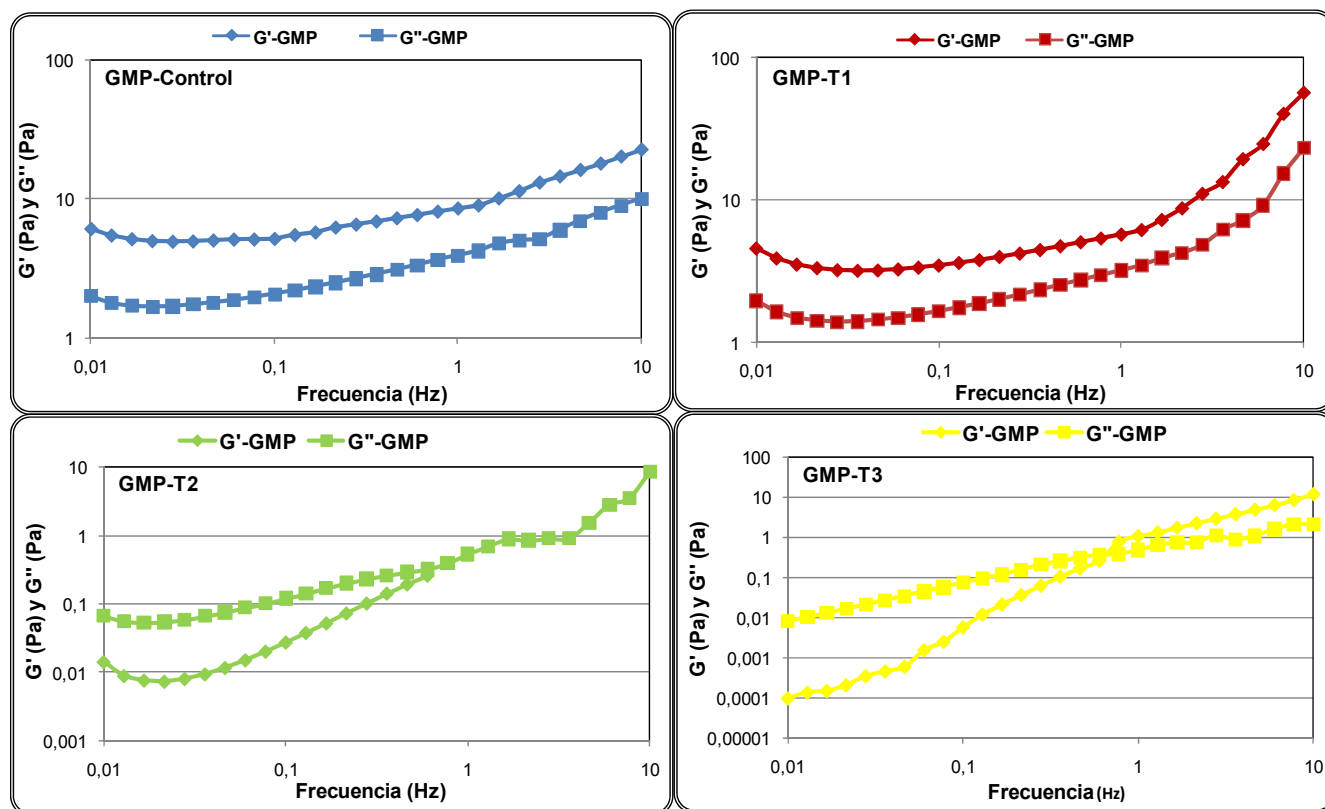 G'-GMP G"-GMP
GMP-Control
G' (Pa) y G'' (Pa)
100
10
1
0,01 0,1 1 10
Frecuencia (Hz)
G'-GMP G"-GMP
GMP-T1
G' (Pa) y G'' (Pa)
100
10
1
0,01 0,1 1 10
Frecuencia (Hz)
G'-GMP G"-GMP
GMP-T2
G' (Pa) y G'' (Pa)
10
1
0,1
0,01
0,001
0,01 0,1 1 10
Frecuencia (Hz)
G'-GMP G"-GMP
GMP-T3
G' (Pa) y G'' (Pa)
100
10
1
0,1
0,01
0,001
0,0001
0,00001
0,01 0,1 1 10
Frecuencia (Hz)